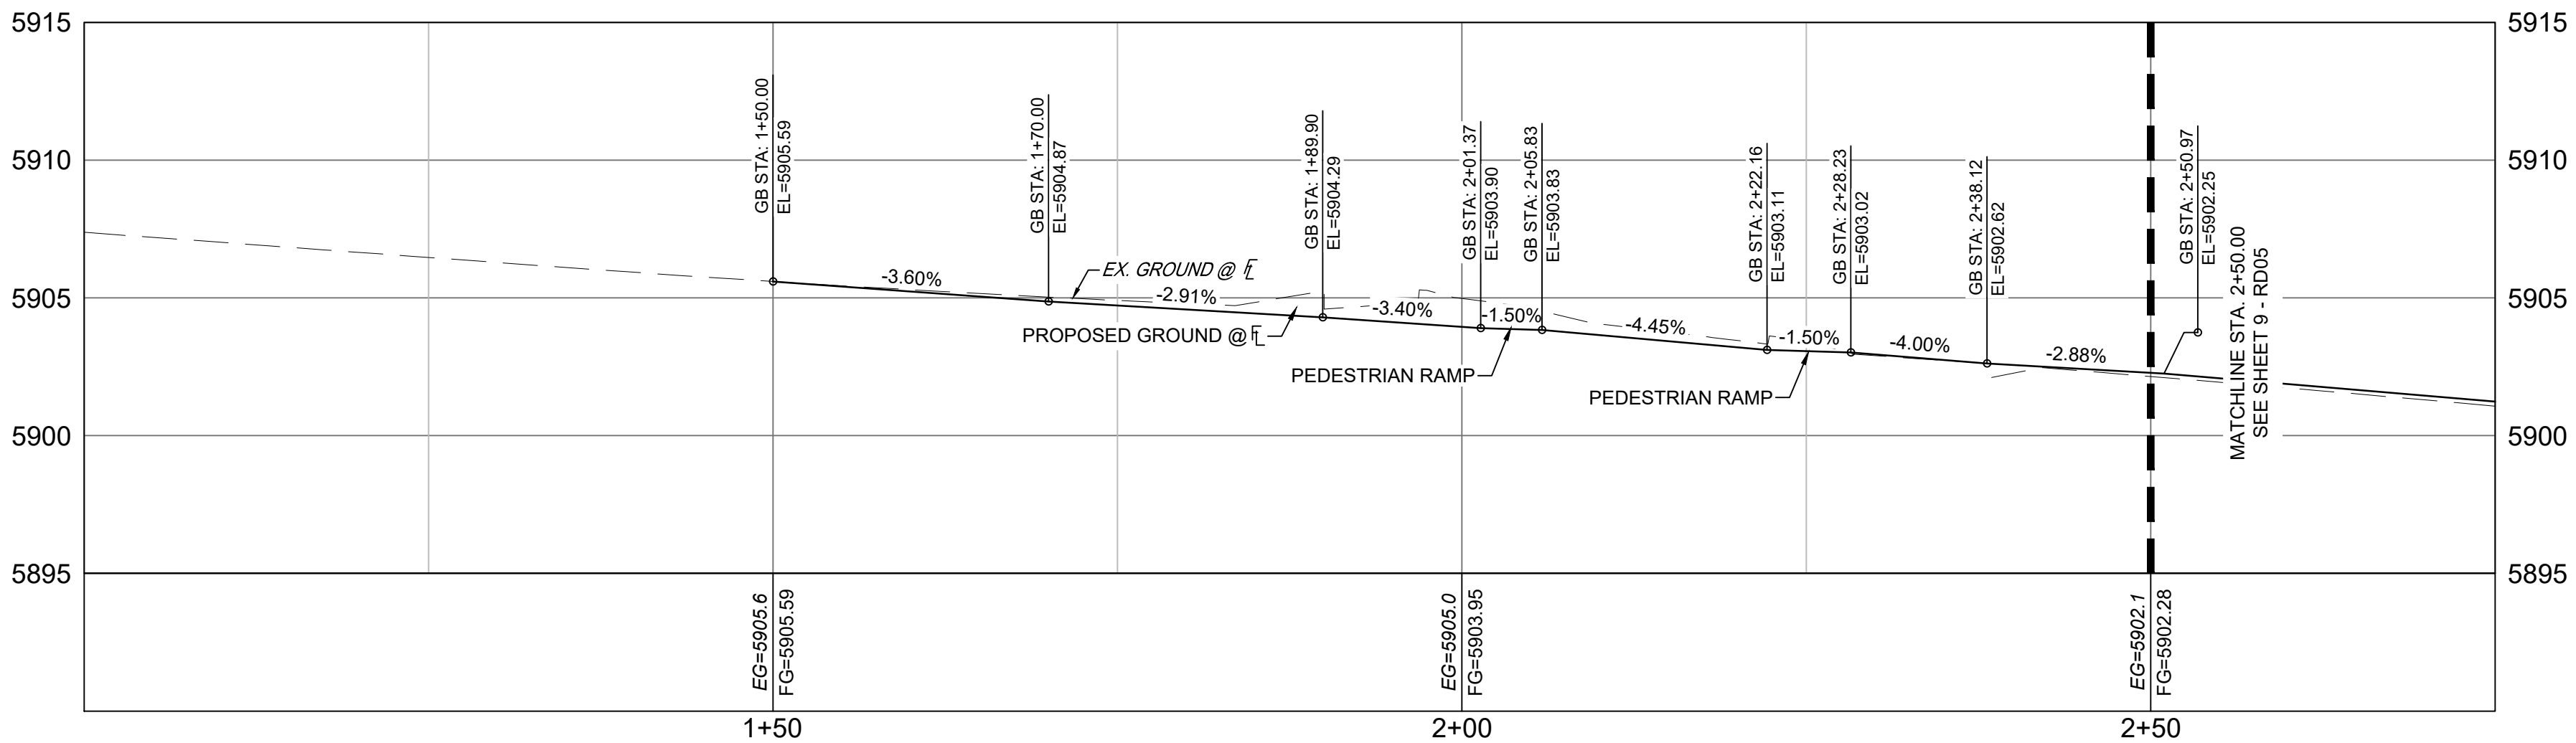 5915
5915
5910
5910
5905
5905
5900
5900
5895
5895
GB STA: 1+50.00
EL=5905.59
GB STA: 1+70.00
EL=5904.87
GB STA: 1+89.90
EL=5904.29
GB STA: 2+01.37
EL=5903.90
GB STA: 2+05.83
EL=5903.83
GB STA: 2+22.16
EL=5903.11
GB STA: 2+28.23
EL=5903.02
GB STA: 2+38.12
EL=5902.62
GB STA: 2+50.97
EL=5902.25
MATCHLINE STA. 2+50.00
SEE SHEET 9 - RD05
-3.60%
EX. GROUND @ FL
-2.91%
PROPOSED GROUND @ FL
-3.40%
-1.50%
PEDESTRIAN RAMP
-4.45%
-1.50%
PEDESTRIAN RAMP
-4.00%
-2.88%
EG=5905.6
FG=5905.59
EG=5905.0
FG=5903.95
EG=5902.1
FG=5902.28
1+50
2+00
2+50